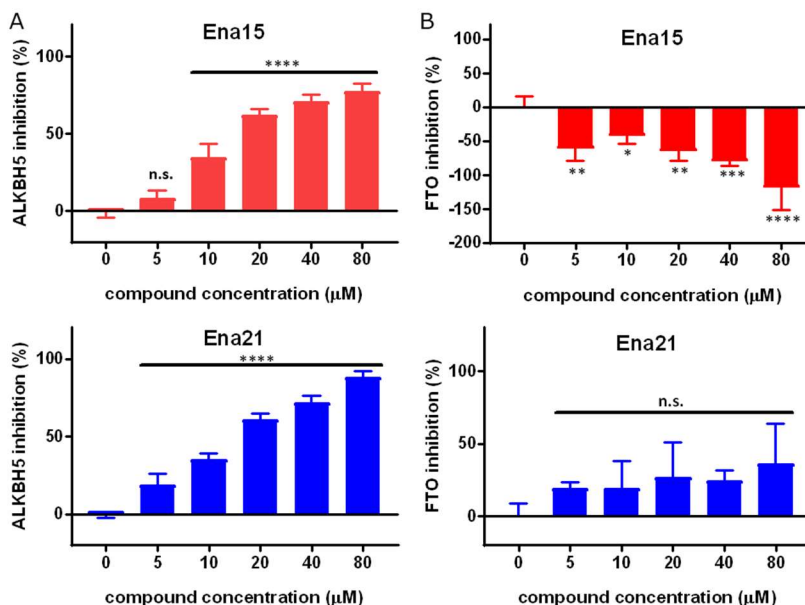 A
Ena15
ALKBH5 inhibition (%)
100
50
0
n.s.
****
0 5 10 20 40 80
compound concentration (μM)
B
Ena15
FTO inhibition (%)
100
50
0
-50
-100
-150
-200
** * ** *** ****
0 5 10 20 40 80
compound concentration (μM)
Ena21
ALKBH5 inhibition (%)
100
50
0
****
0 5 10 20 40 80
compound concentration (μM)
Ena21
FTO inhibition (%)
100
50
0
n.s.
0 5 10 20 40 80
compound concentration (μM)